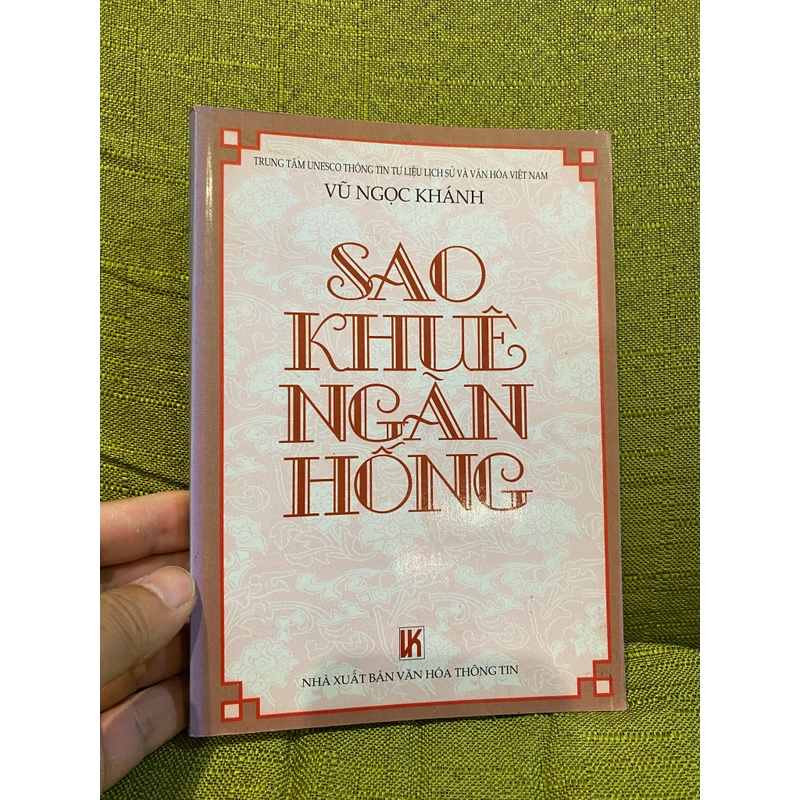 TRUNG TÂM UNESCO THÔNG TIN TƯ LIỆU LỊCH SỬ VÀ VĂN HÓA VIỆT NAM
VŨ NGỌC KHÁNH
SAO
KHUÊ
NGÀN
HỐNG
VK
NHÀ XUẤT BẢN VĂN HÓA THÔNG TIN